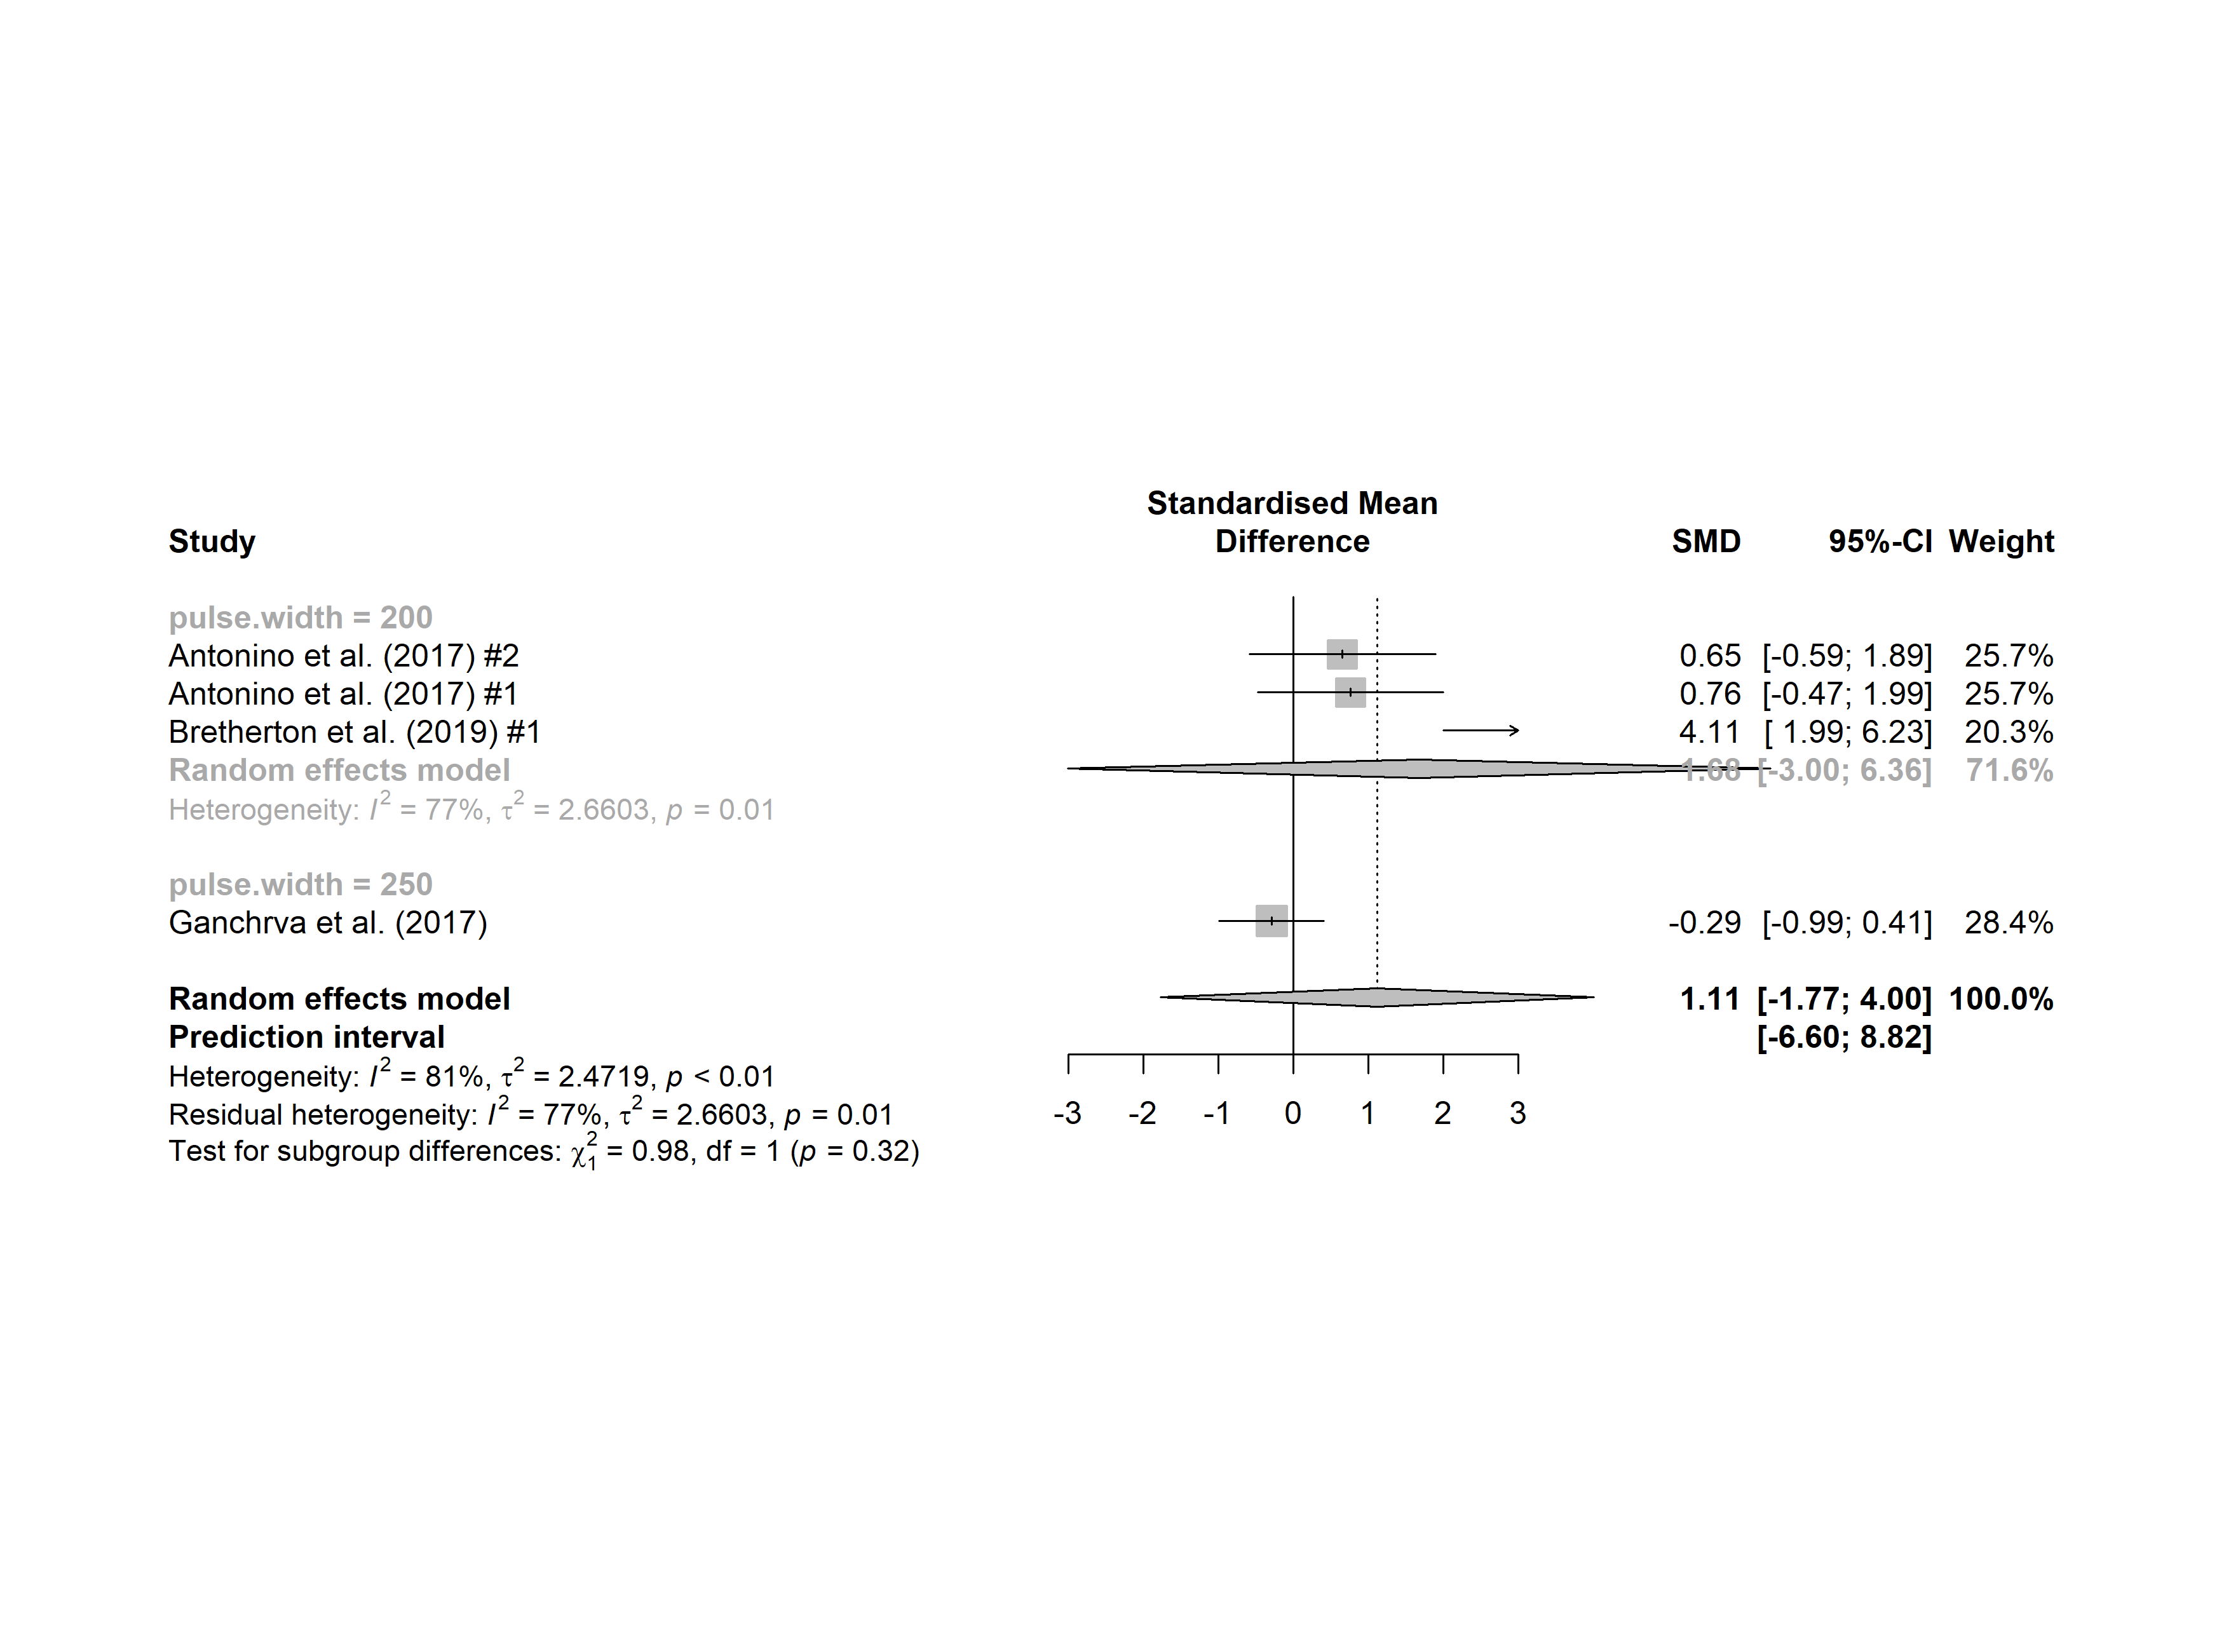 Standardised Mean
Study Difference SMD 95%-CI Weight
pulse.width = 200
Antonino et al. (2017) #2 0.65 [-0.59; 1.89] 25.7%
Antonino et al. (2017) #1 0.76 [-0.47; 1.99] 25.7%
Bretherton et al. (2019) #1 4.11 [ 1.99; 6.23] 20.3%
Random effects model 1.68 [-3.00; 6.36] 71.6%
Heterogeneity: I² = 77%, τ² = 2.6603, p = 0.01
pulse.width = 250
Ganchrva et al. (2017) -0.29 [-0.99; 0.41] 28.4%
Random effects model 1.11 [-1.77; 4.00] 100.0%
Prediction interval [-6.60; 8.82]
Heterogeneity: I² = 81%, τ² = 2.4719, p < 0.01
Residual heterogeneity: I² = 77%, τ² = 2.6603, p = 0.01
-3 -2 -1 0 1 2 3
Test for subgroup differences: χ₁² = 0.98, df = 1 (p = 0.32)